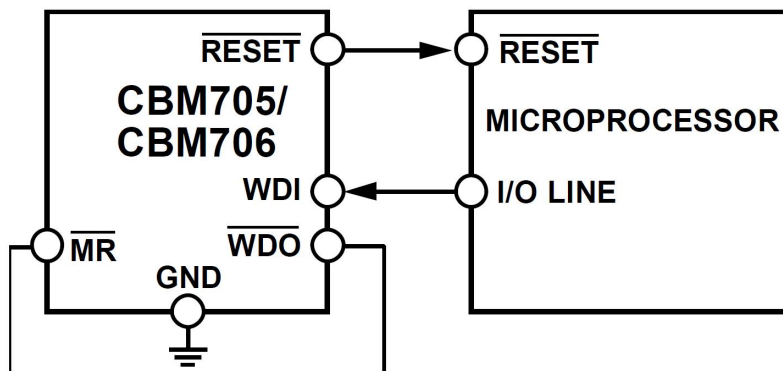 RESET
RESET
CBM705/
CBM706
MICROPROCESSOR
WDI
I/O LINE
MR
WDO
GND